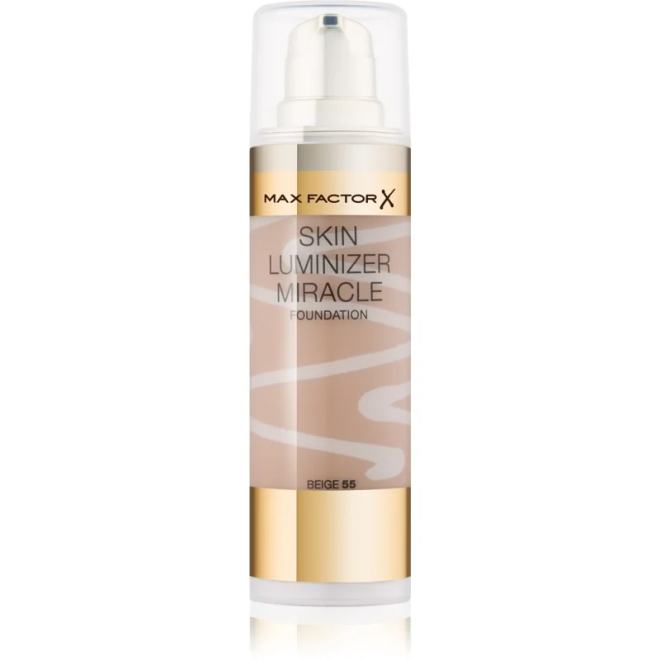 MAX FACTOR X
SKIN
LUMINIZER
MIRACLE
FOUNDATION
BEIGE 55